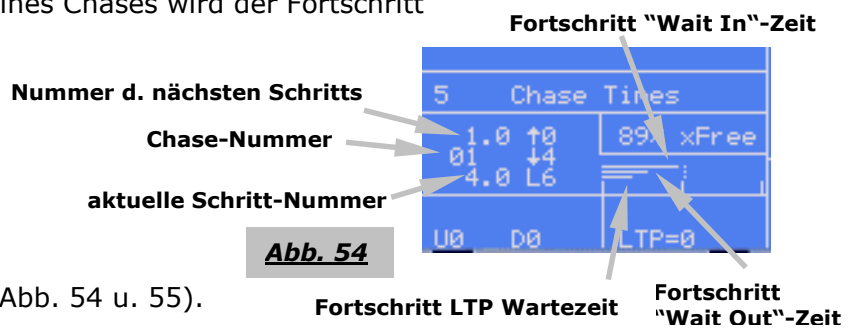 ines Chases wird der Fortschritt
Fortschritt “Wait In“-Zeit
Nummer d. nächsten Schritts
Chase-Nummer
aktuelle Schritt-Nummer
5 Chase Times
1.0 ↑0
89% xFree
01 ↓4
4.0 L6
U0 D0 LTP=0
Abb. 54
Abb. 54 u. 55).
Fortschritt LTP Wartezeit
Fortschritt
“Wait Out“-Zeit